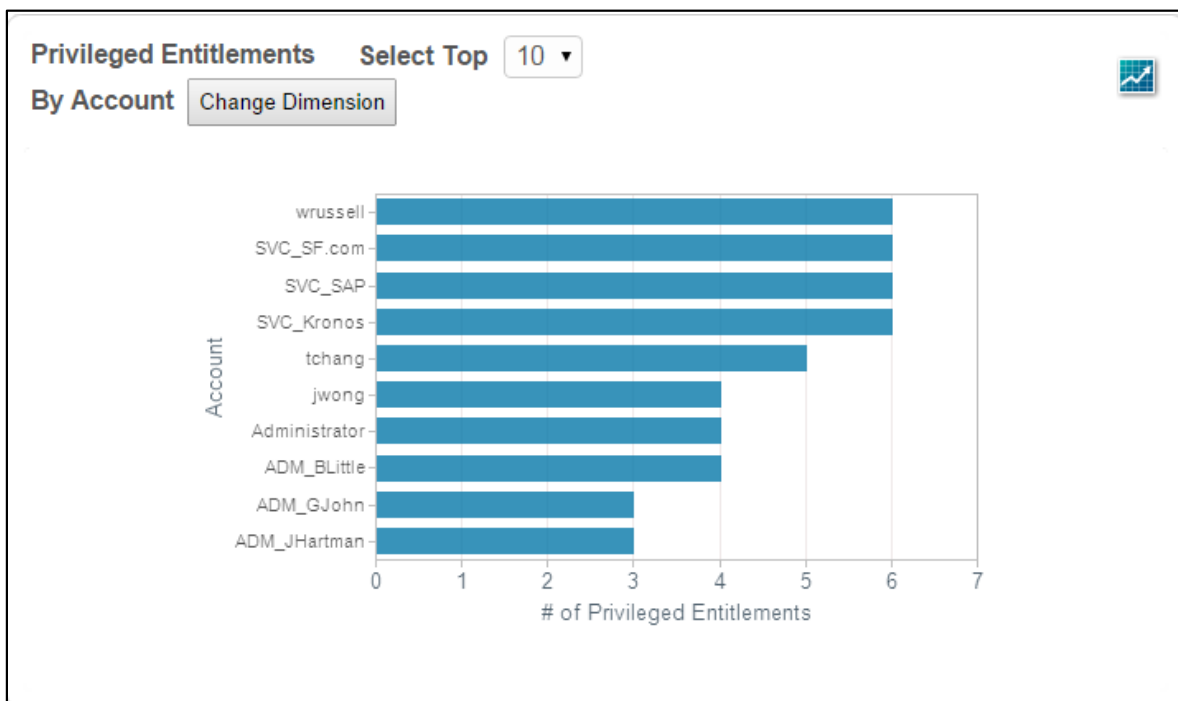 Privileged Entitlements Select Top 10
By Account Change Dimension
wrussell
SVC_SF.com
SVC_SAP
SVC_Kronos
tchang
jwong
Administrator
ADM_BLittle
ADM_GJohn
ADM_JHartman
Account
0 1 2 3 4 5 6 7
# of Privileged Entitlements